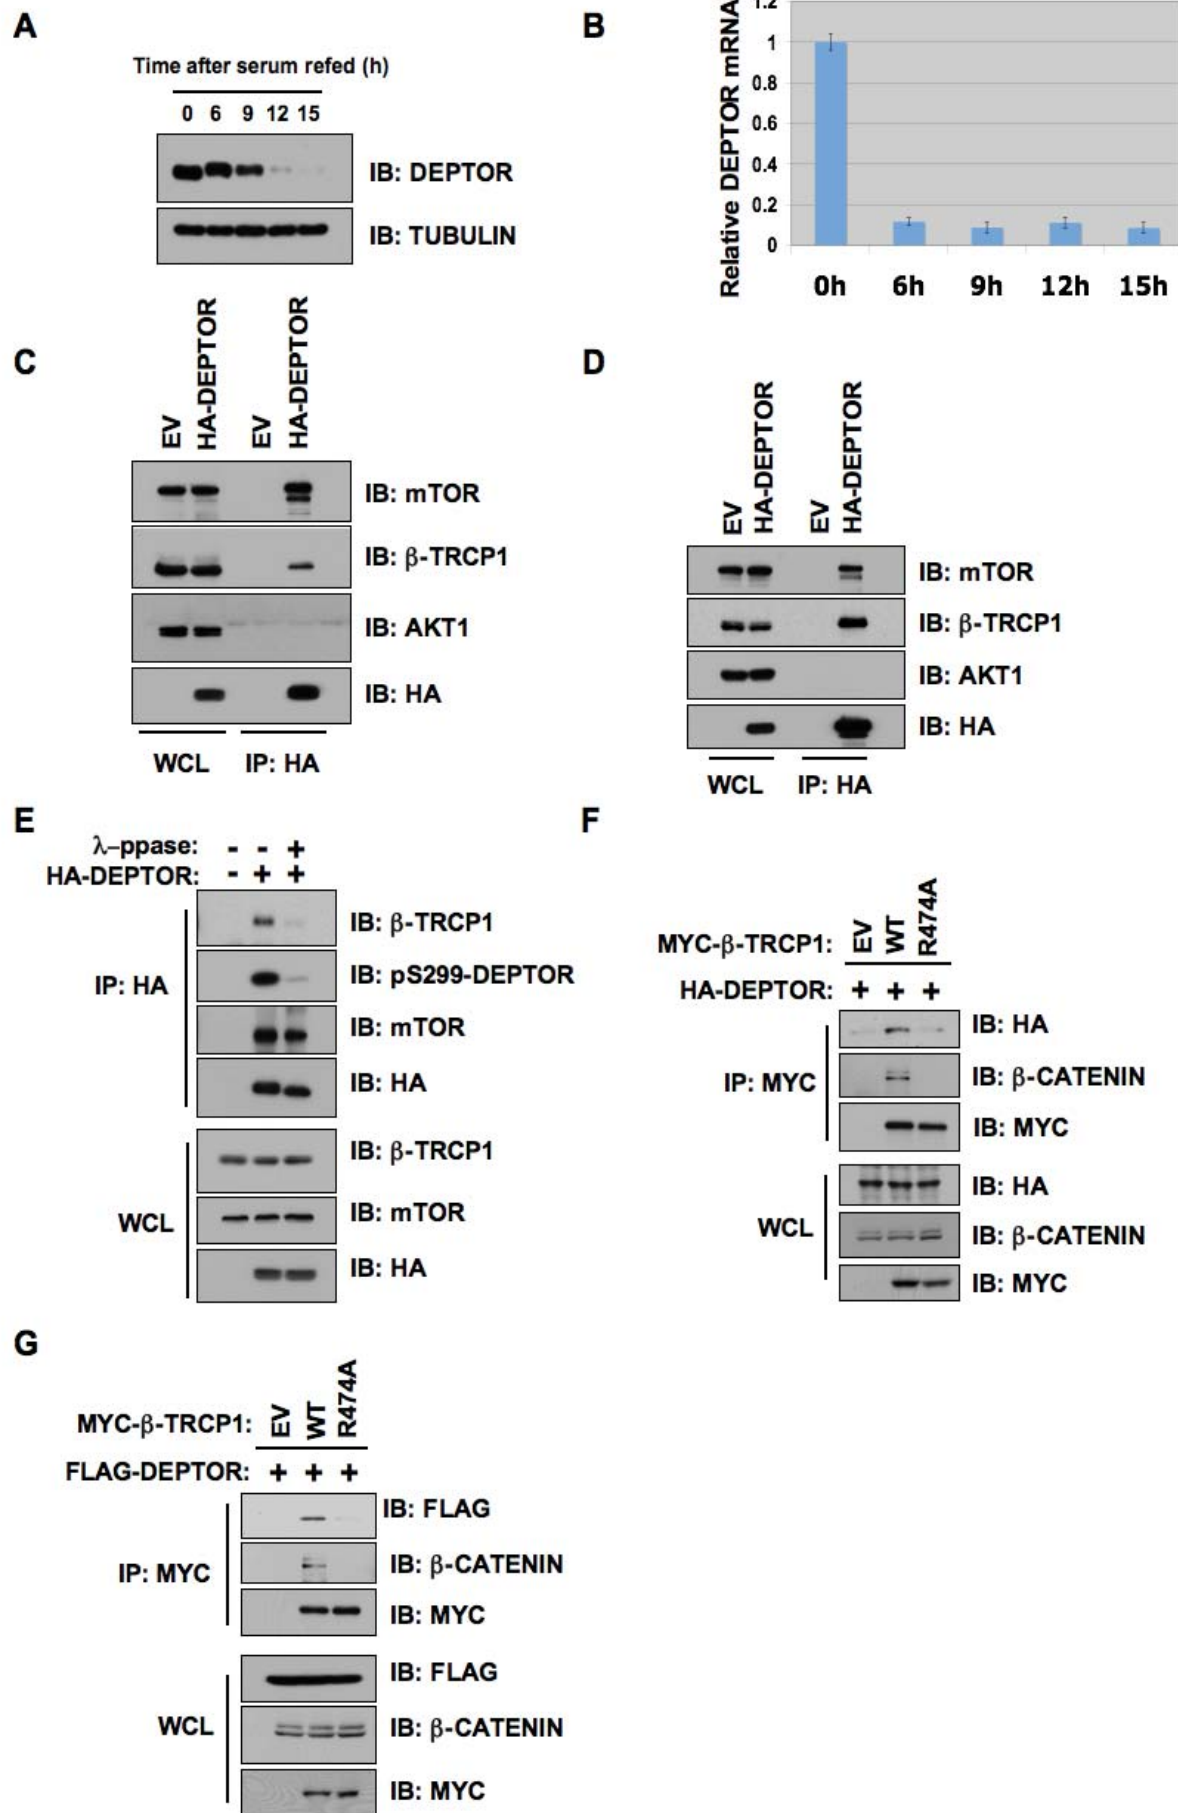 A
Time after serum refed (h)
0 6 9 12 15
IB: DEPTOR
IB: TUBULIN
B
Relative DEPTOR mRNA
1.2
1
0.8
0.6
0.4
0.2
0
0h 6h 9h 12h 15h
C
EV HA-DEPTOR EV HA-DEPTOR
IB: mTOR
IB: β-TRCP1
IB: AKT1
IB: HA
WCL IP: HA
D
EV HA-DEPTOR EV HA-DEPTOR
IB: mTOR
IB: β-TRCP1
IB: AKT1
IB: HA
WCL IP: HA
E
λ–ppase: - - +
HA-DEPTOR: - + +
IP: HA
IB: β-TRCP1
IB: pS299-DEPTOR
IB: mTOR
IB: HA
WCL
IB: β-TRCP1
IB: mTOR
IB: HA
F
MYC-β-TRCP1: EV WT R474A
HA-DEPTOR: + + +
IP: MYC
IB: HA
IB: β-CATENIN
IB: MYC
WCL
IB: HA
IB: β-CATENIN
IB: MYC
G
MYC-β-TRCP1: EV WT R474A
FLAG-DEPTOR: + + +
IP: MYC
IB: FLAG
IB: β-CATENIN
IB: MYC
WCL
IB: FLAG
IB: β-CATENIN
IB: MYC